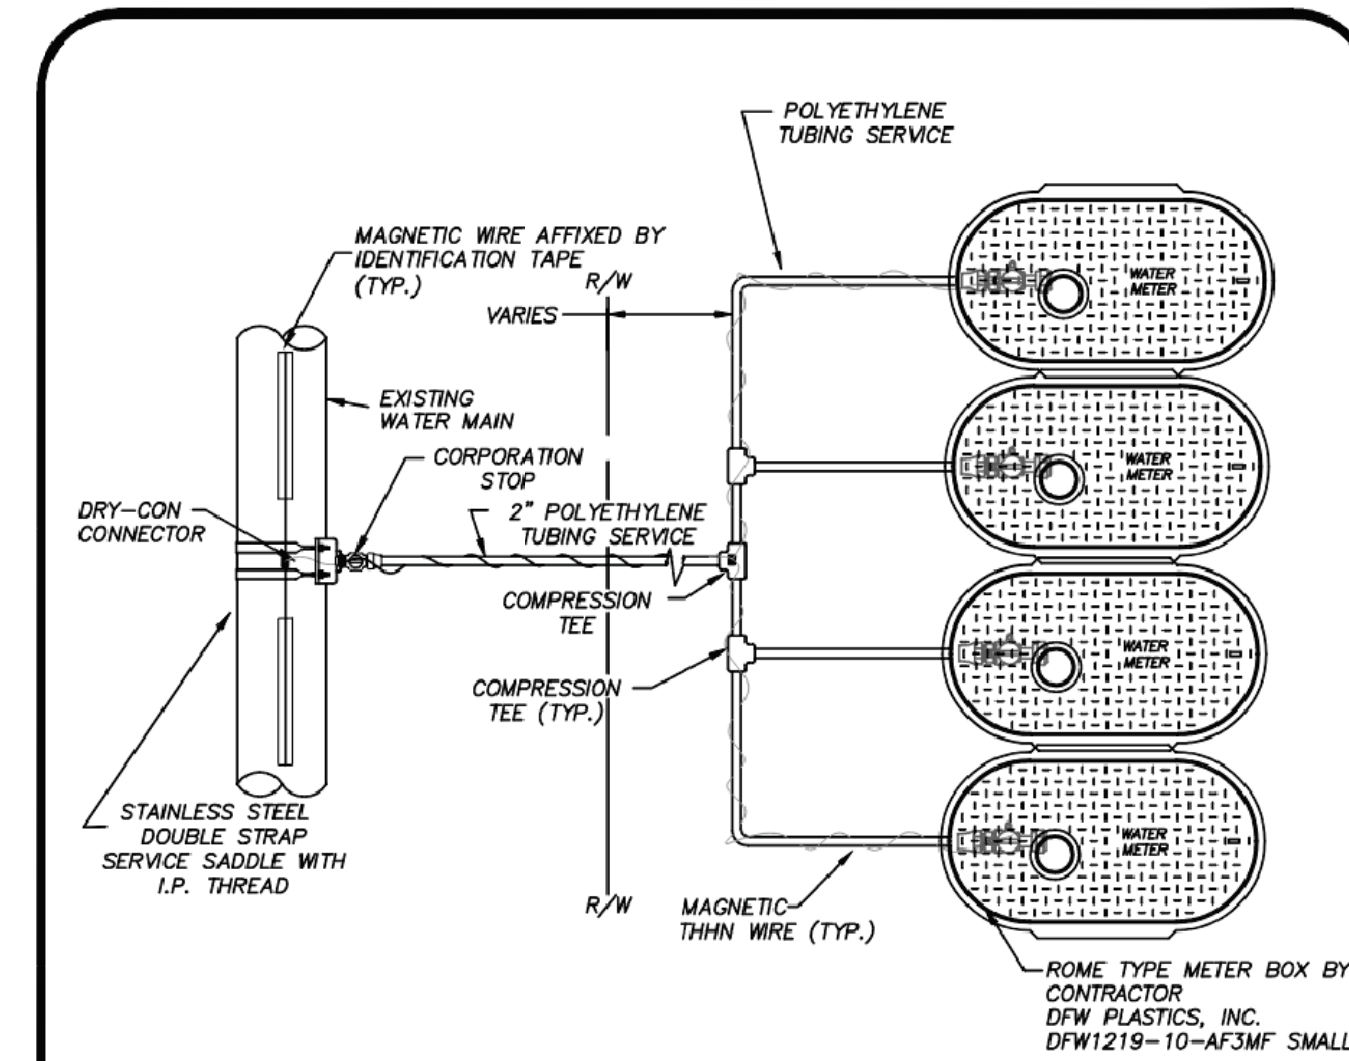 POLYETHYLENE
TUBING SERVICE
MAGNETIC WIRE AFFIXED BY
IDENTIFICATION TAPE
(TYP.)
R/W
VARIES
WATER
METER
EXISTING
WATER MAIN
CORPORATION
STOP
WATER
METER
DRY-CON
CONNECTOR
2" POLYETHYLENE
TUBING SERVICE
COMPRESSION
TEE
WATER
METER
COMPRESSION
TEE (TYP.)
STAINLESS STEEL
DOUBLE STRAP
SERVICE SADDLE WITH
I.P. THREAD
WATER
METER
R/W
MAGNETIC
THHN WIRE (TYP.)
ROME TYPE METER BOX BY
CONTRACTOR
DFW PLASTICS, INC.
DFW1219-10-AF3MF SMALL